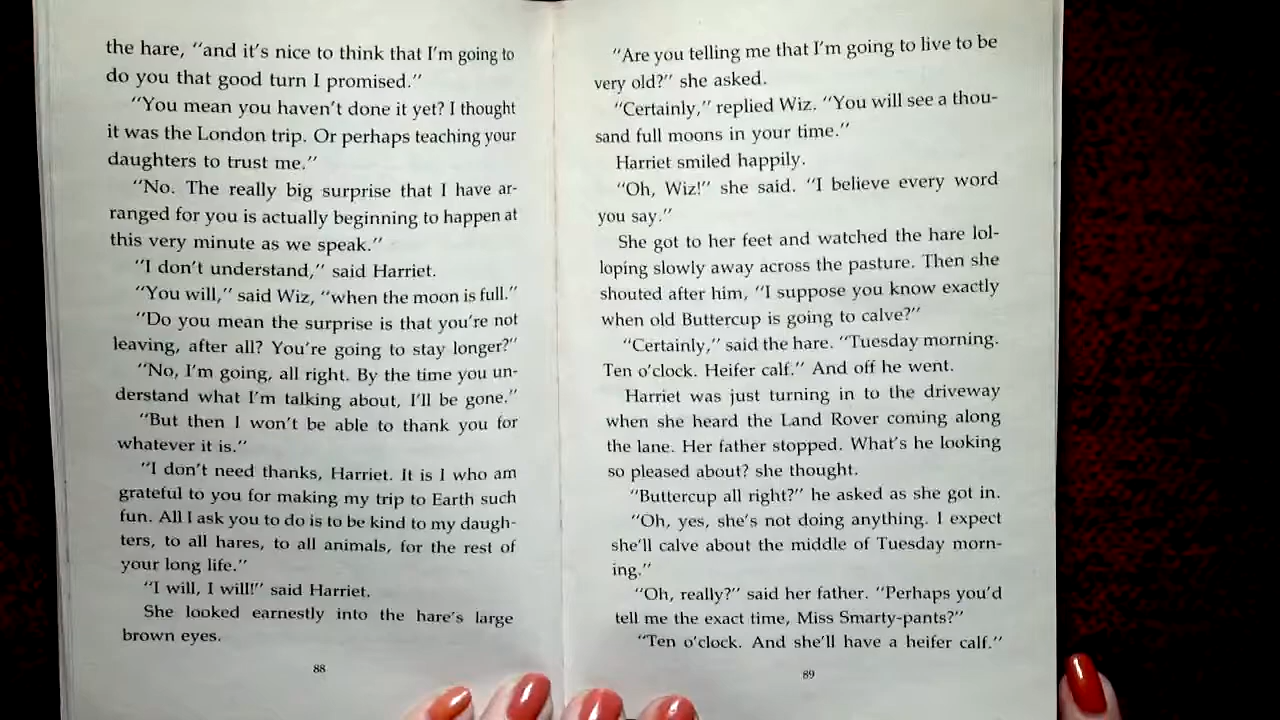 the hare, "and it's nice to think that I'm going to
do you that good turn I promised."
"You mean you haven't done it yet? I thought
it was the London trip. Or perhaps teaching your
daughters to trust me."
"No. The really big surprise that I have ar-
ranged for you is actually beginning to happen at
this very minute as we speak."
"I don't understand," said Harriet.
"You will," said Wiz, "when the moon is full."
"Do you mean the surprise is that you're not
leaving, after all? You're going to stay longer?"
"No, I'm going, all right. By the time you un-
derstand what I'm talking about, I'll be gone."
"But then I won't be able to thank you for
whatever it is."
"I don't need thanks, Harriet. It is I who am
grateful to you for making my trip to Earth such
fun. All I ask you to do is to be kind to my daugh-
ters, to all hares, to all animals, for the rest of
your long life."
"I will, I will!" said Harriet.
She looked earnestly into the hare's large
brown eyes.
88
"Are you telling me that I'm going to live to be
very old?" she asked.
"Certainly," replied Wiz. "You will see a thou-
sand full moons in your time."
Harriet smiled happily.
"Oh, Wiz!" she said. "I believe every word
you say."
She got to her feet and watched the hare lol-
loping slowly away across the pasture. Then she
shouted after him, "I suppose you know exactly
when old Buttercup is going to calve?"
"Certainly," said the hare. "Tuesday morning.
Ten o'clock. Heifer calf." And off he went.
Harriet was just turning in to the driveway
when she heard the Land Rover coming along
the lane. Her father stopped. What's he looking
so pleased about? she thought.
"Buttercup all right?" he asked as she got in.
"Oh, yes, she's not doing anything. I expect
she'll calve about the middle of Tuesday morn-
ing."
"Oh, really?" said her father. "Perhaps you'd
tell me the exact time, Miss Smarty-pants?"
"Ten o'clock. And she'll have a heifer calf."
89